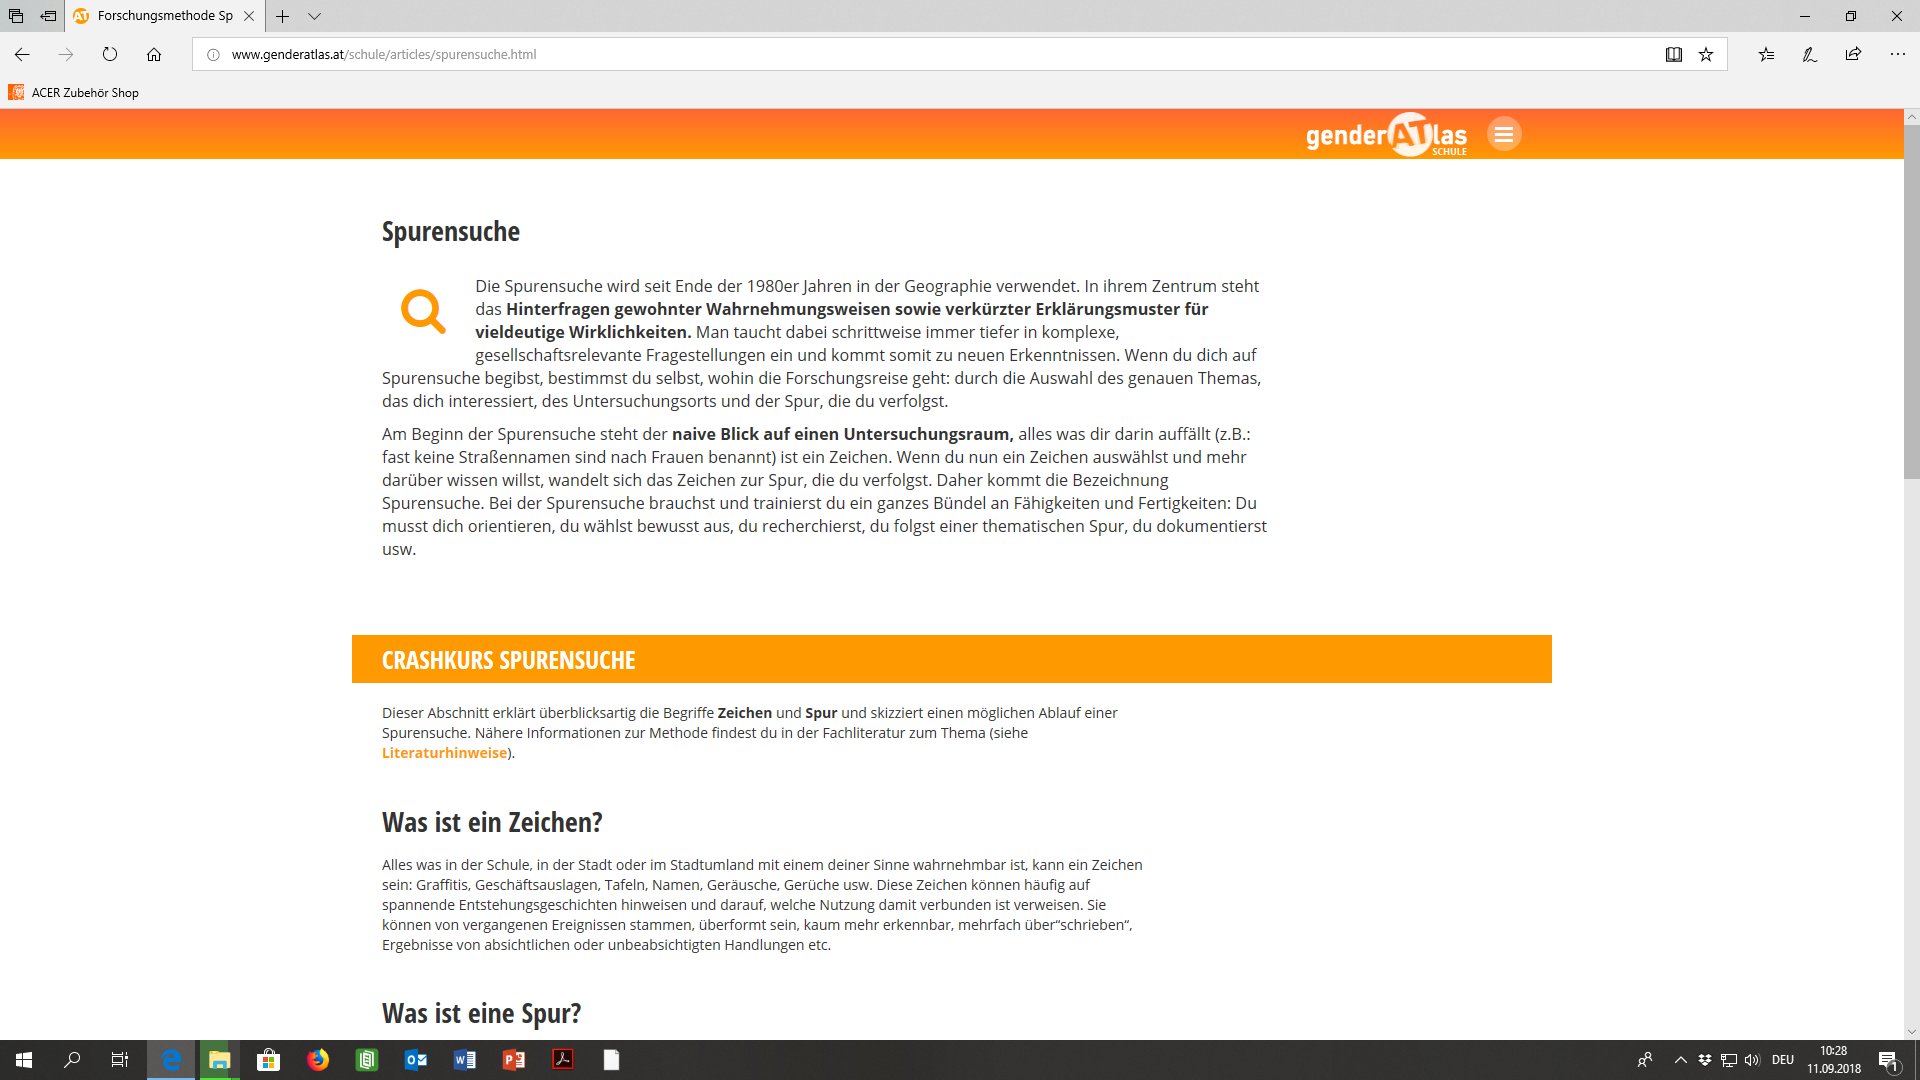 Forschungsmethode Sp
www.genderatlas.at/schule/articles/spurensuche.html
ACER Zubehör Shop
genderATlas
SCHULE
Spurensuche
Die Spurensuche wird seit Ende der 1980er Jahren in der Geographie verwendet. In ihrem Zentrum steht
das Hinterfragen gewohnter Wahrnehmungsweisen sowie verkürzter Erklärungsmuster für
vieldeutige Wirklichkeiten. Man taucht dabei schrittweise immer tiefer in komplexe,
gesellschaftsrelevante Fragestellungen ein und kommt somit zu neuen Erkenntnissen. Wenn du dich auf
Spurensuche begibst, bestimmst du selbst, wohin die Forschungsreise geht: durch die Auswahl des genauen Themas,
das dich interessiert, des Untersuchungsorts und der Spur, die du verfolgst.
Am Beginn der Spurensuche steht der naive Blick auf einen Untersuchungsraum, alles was dir darin auffällt (z.B.:
fast keine Straßennamen sind nach Frauen benannt) ist ein Zeichen. Wenn du nun ein Zeichen auswählst und mehr
darüber wissen willst, wandelt sich das Zeichen zur Spur, die du verfolgst. Daher kommt die Bezeichnung
Spurensuche. Bei der Spurensuche brauchst und trainierst du ein ganzes Bündel an Fähigkeiten und Fertigkeiten: Du
musst dich orientieren, du wählst bewusst aus, du recherchierst, du folgst einer thematischen Spur, du dokumentierst
usw.
CRASHKURS SPURENSUCHE
Dieser Abschnitt erklärt überblicksartig die Begriffe Zeichen und Spur und skizziert einen möglichen Ablauf einer
Spurensuche. Nähere Informationen zur Methode findest du in der Fachliteratur zum Thema (siehe
Literaturhinweise).
Was ist ein Zeichen?
Alles was in der Schule, in der Stadt oder im Stadtumland mit einem deiner Sinne wahrnehmbar ist, kann ein Zeichen
sein: Graffitis, Geschäftsauslagen, Tafeln, Namen, Geräusche, Gerüche usw. Diese Zeichen können häufig auf
spannende Entstehungsgeschichten hinweisen und darauf, welche Nutzung damit verbunden ist verweisen. Sie
können von vergangenen Ereignissen stammen, überformt sein, kaum mehr erkennbar, mehrfach über“schrieben“,
Ergebnisse von absichtlichen oder unbeabsichtigten Handlungen etc.
Was ist eine Spur?
DEU
10:28
11.09.2018
1